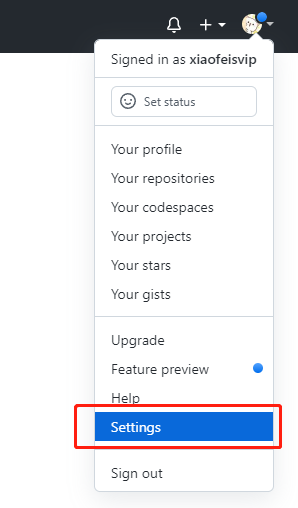 Signed in as xiaofeisvip
Set status
Your profile
Your repositories
Your codespaces
Your projects
Your stars
Your gists
Upgrade
Feature preview
Help
Settings
Sign out